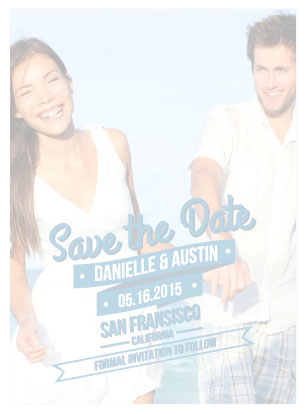 Save the Date
DANIELLE & AUSTIN
05.16.2015
SAN FRANSISCO
CALIFORNIA
FORMAL INVITATION TO FOLLOW